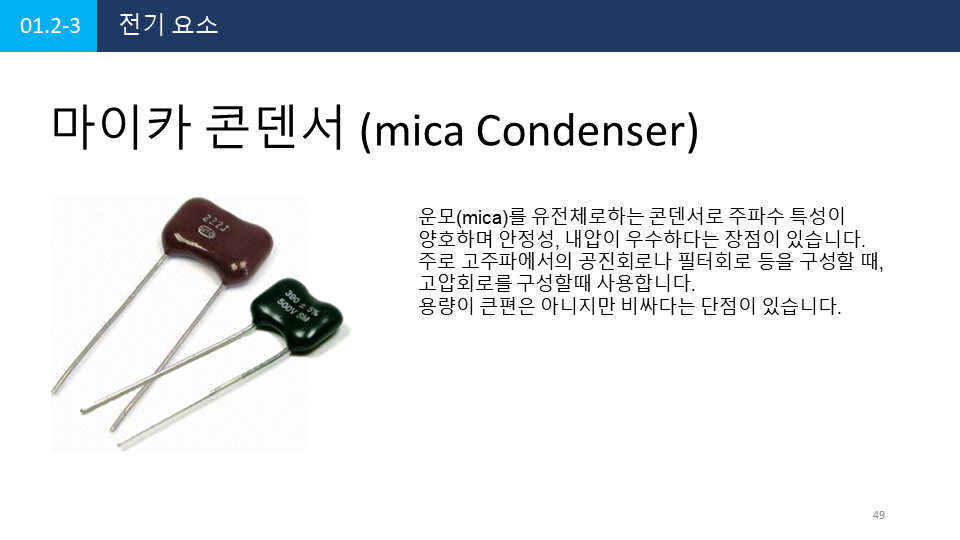 01.2-3 전기 요소
마이카 콘덴서 (mica Condenser)
222J
390 ± 5%
500V SM
운모(mica)를 유전체로하는 콘덴서로 주파수 특성이
양호하며 안정성, 내압이 우수하다는 장점이 있습니다.
주로 고주파에서의 공진회로나 필터회로 등을 구성할 때,
고압회로를 구성할때 사용합니다.
용량이 큰편은 아니지만 비싸다는 단점이 있습니다.
49